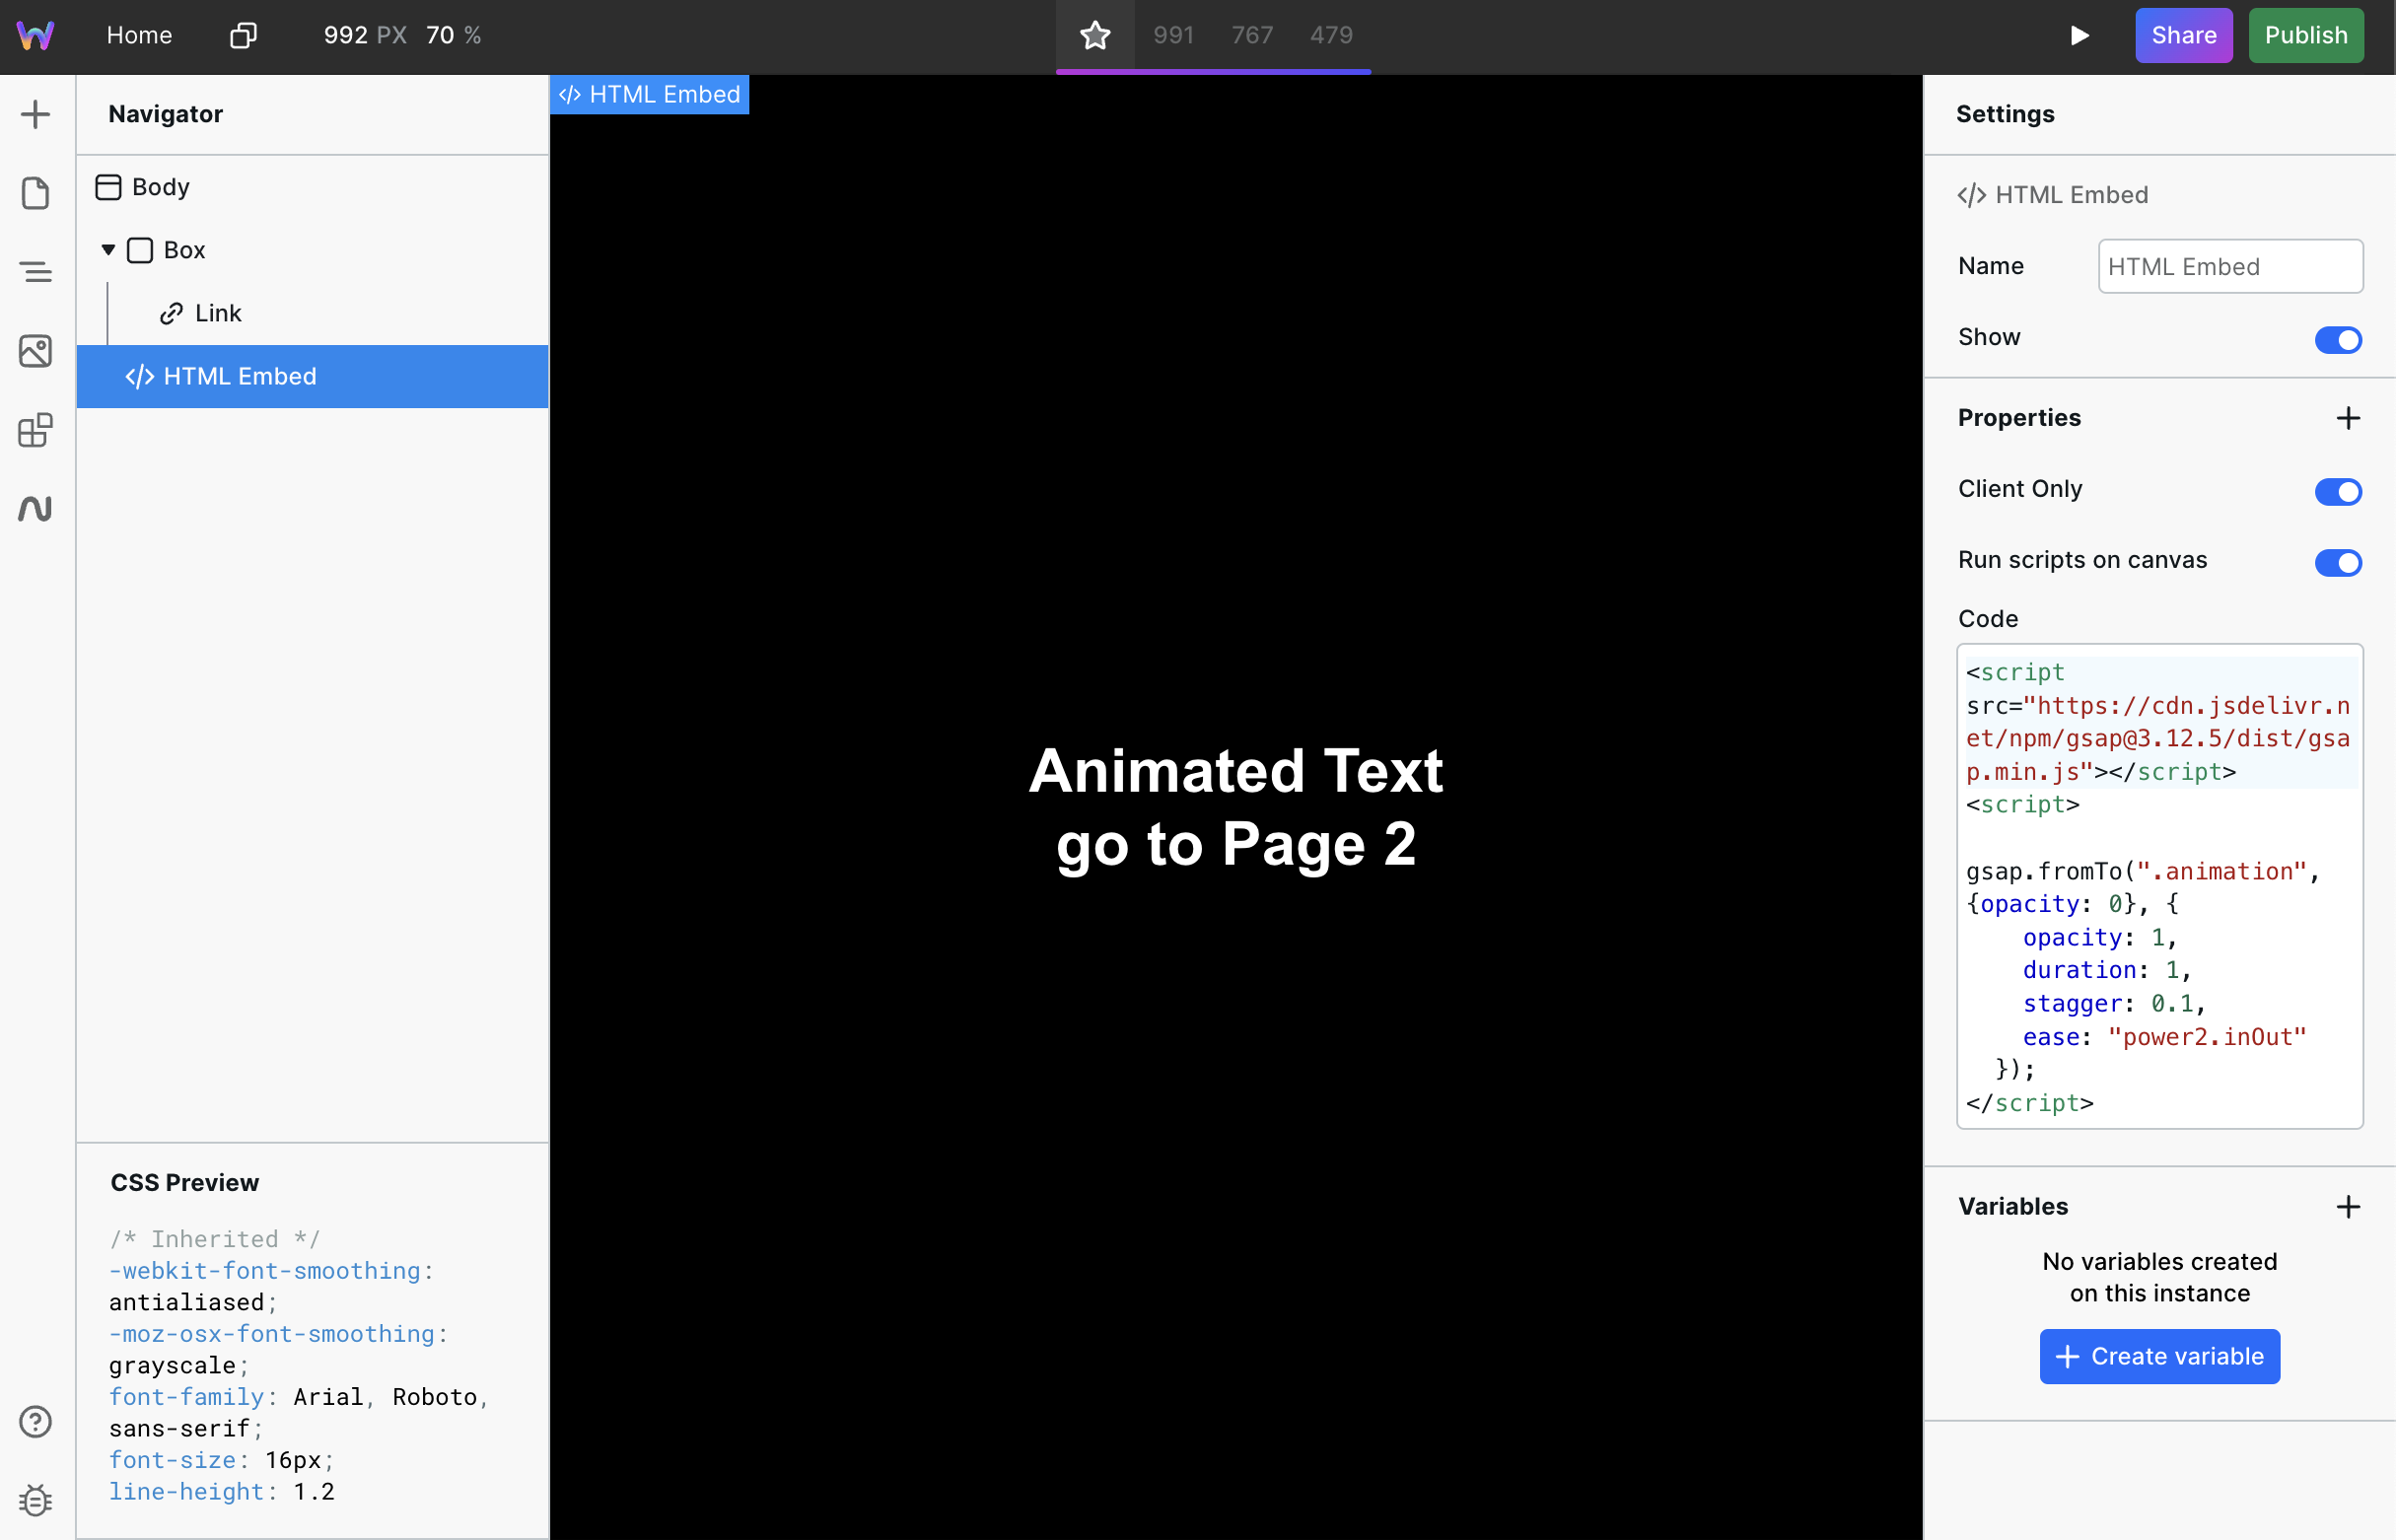 Home
992 PX 70 %
991 767 479
Share
Publish
Navigator
Body
Box
Link
HTML Embed
CSS Preview
/* Inherited */
-webkit-font-smoothing:
antialiased;
-moz-osx-font-smoothing:
grayscale;
font-family: Arial, Roboto,
sans-serif;
font-size: 16px;
line-height: 1.2
</> HTML Embed
Animated Text
go to Page 2
Settings
</> HTML Embed
Name
HTML Embed
Show
Properties
Client Only
Run scripts on canvas
Code
<script
src="https://cdn.jsdelivr.n
et/npm/gsap@3.12.5/dist/gsa
p.min.js"></script>
<script>
gsap.fromTo(".animation",
{opacity: 0}, {
opacity: 1,
duration: 1,
stagger: 0.1,
ease: "power2.inOut"
});
</script>
Variables
No variables created
on this instance
Create variable